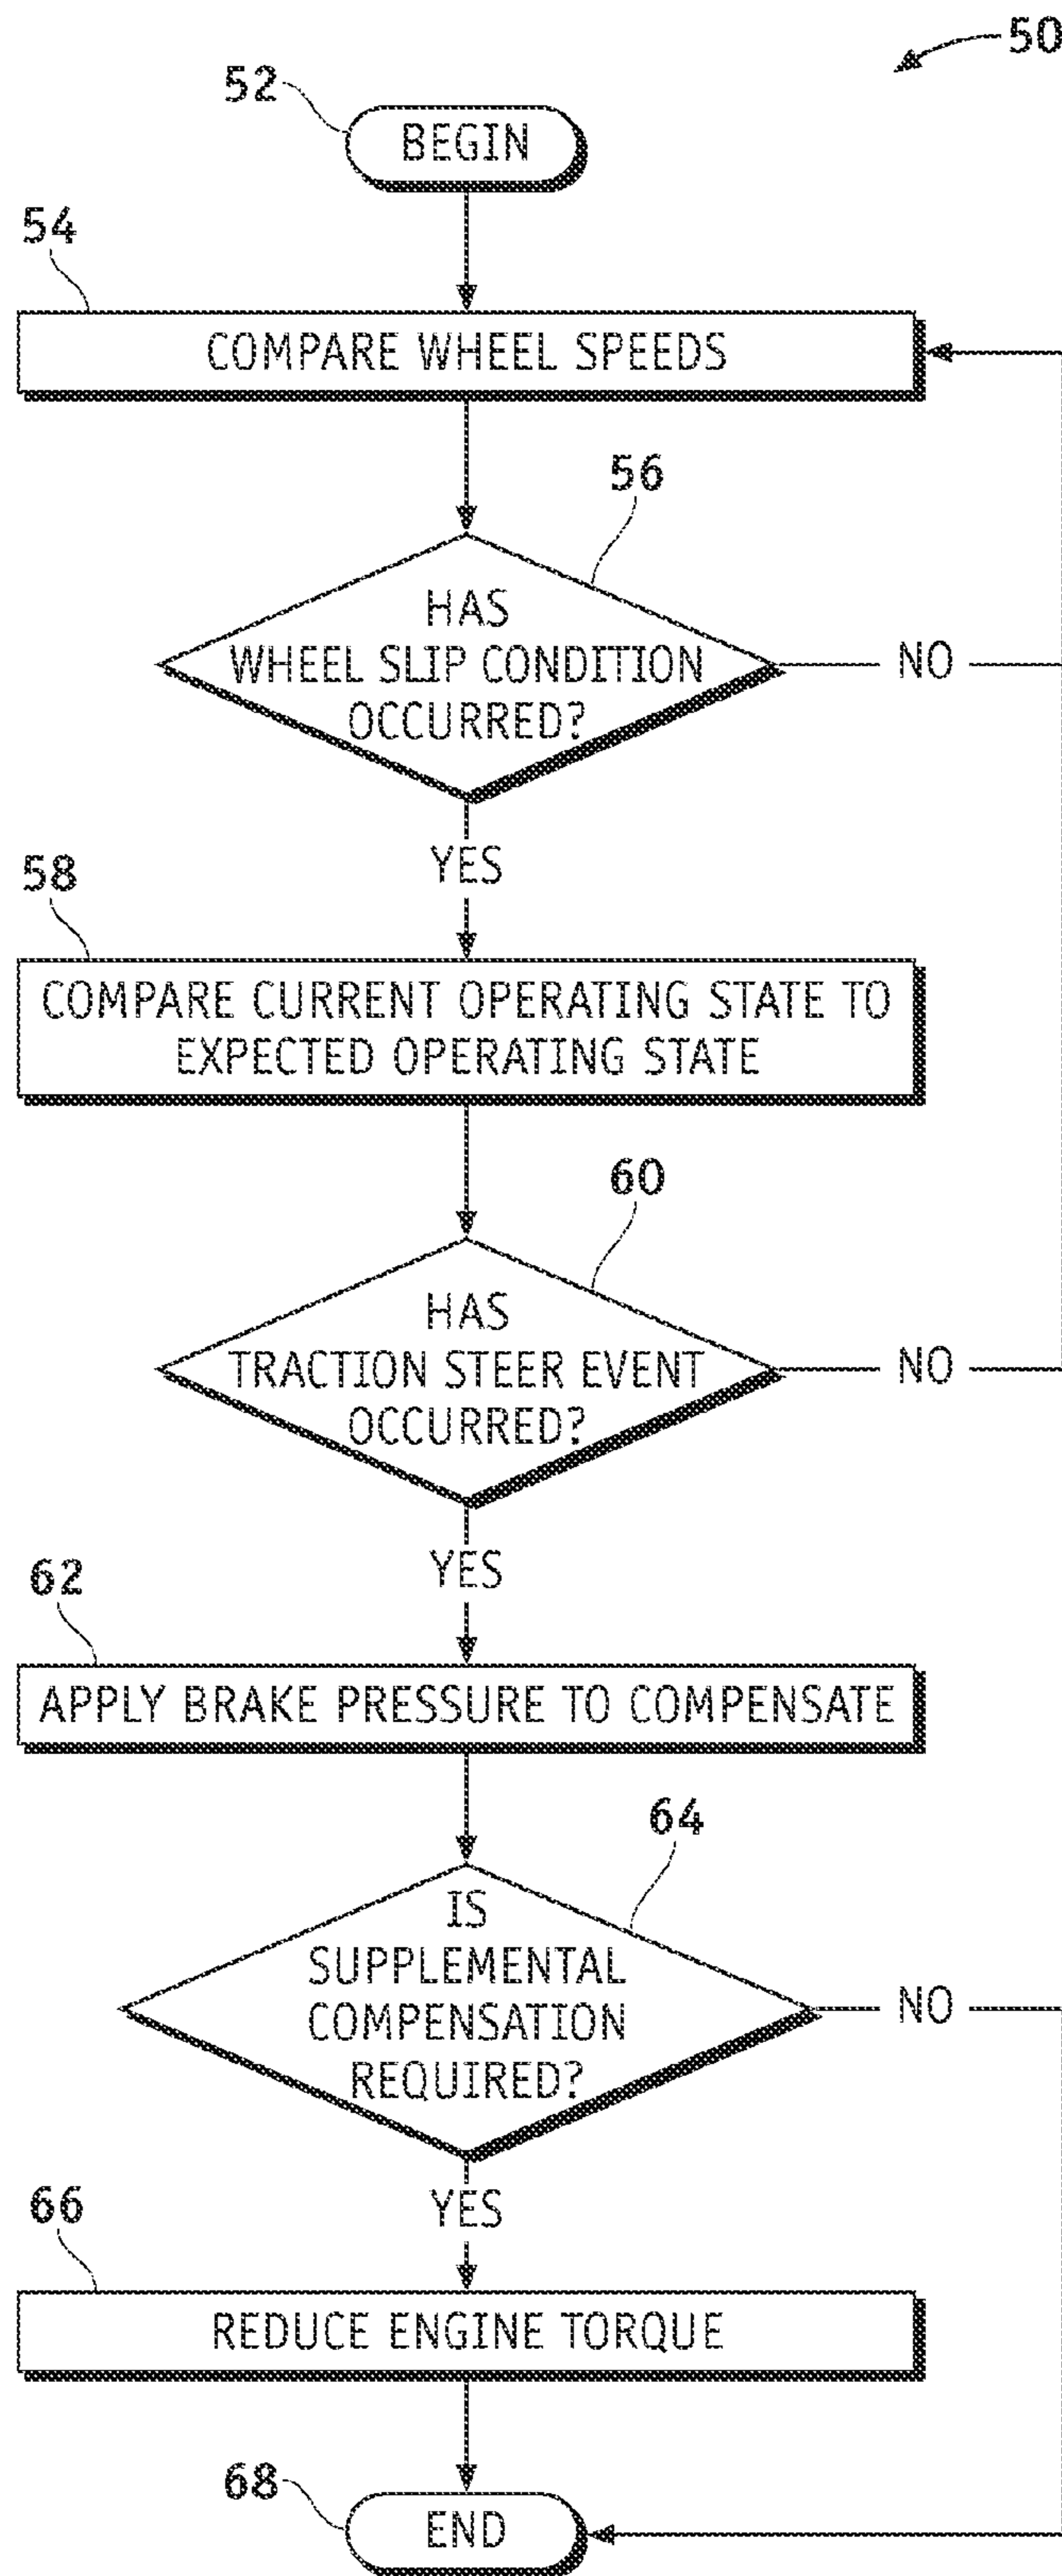 50
52
BEGIN
54
COMPARE WHEEL SPEEDS
56
HAS
WHEEL SLIP CONDITION
OCCURRED?
NO
YES
58
COMPARE CURRENT OPERATING STATE TO
EXPECTED OPERATING STATE
60
HAS
TRACTION STEER EVENT
OCCURRED?
NO
YES
62
APPLY BRAKE PRESSURE TO COMPENSATE
64
IS
SUPPLEMENTAL
COMPENSATION
REQUIRED?
NO
YES
66
REDUCE ENGINE TORQUE
68
END